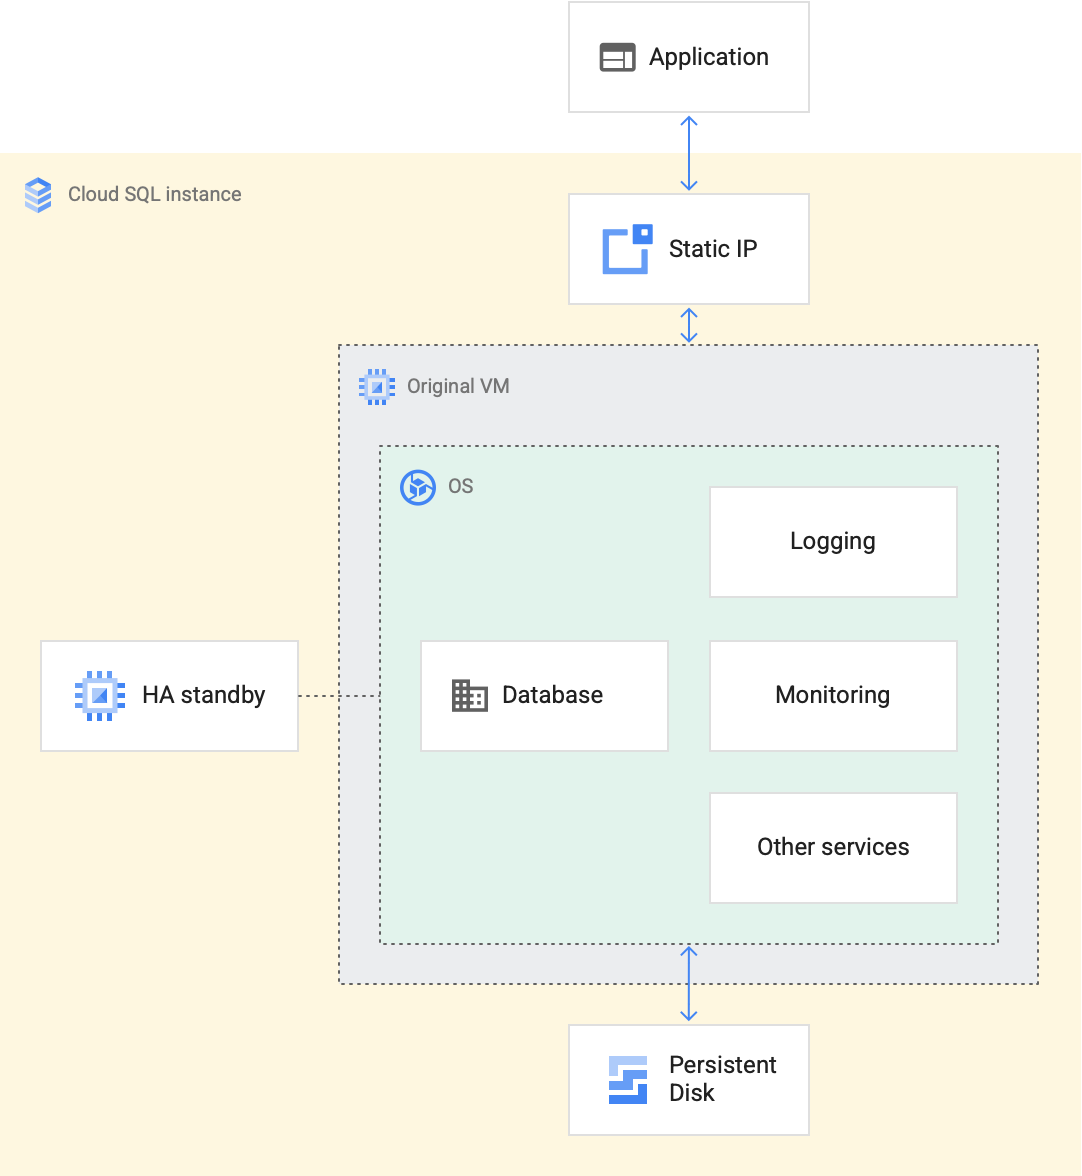 Application
Cloud SQL instance
Static IP
Original VM
OS
Logging
HA standby
Database
Monitoring
Other services
Persistent
Disk